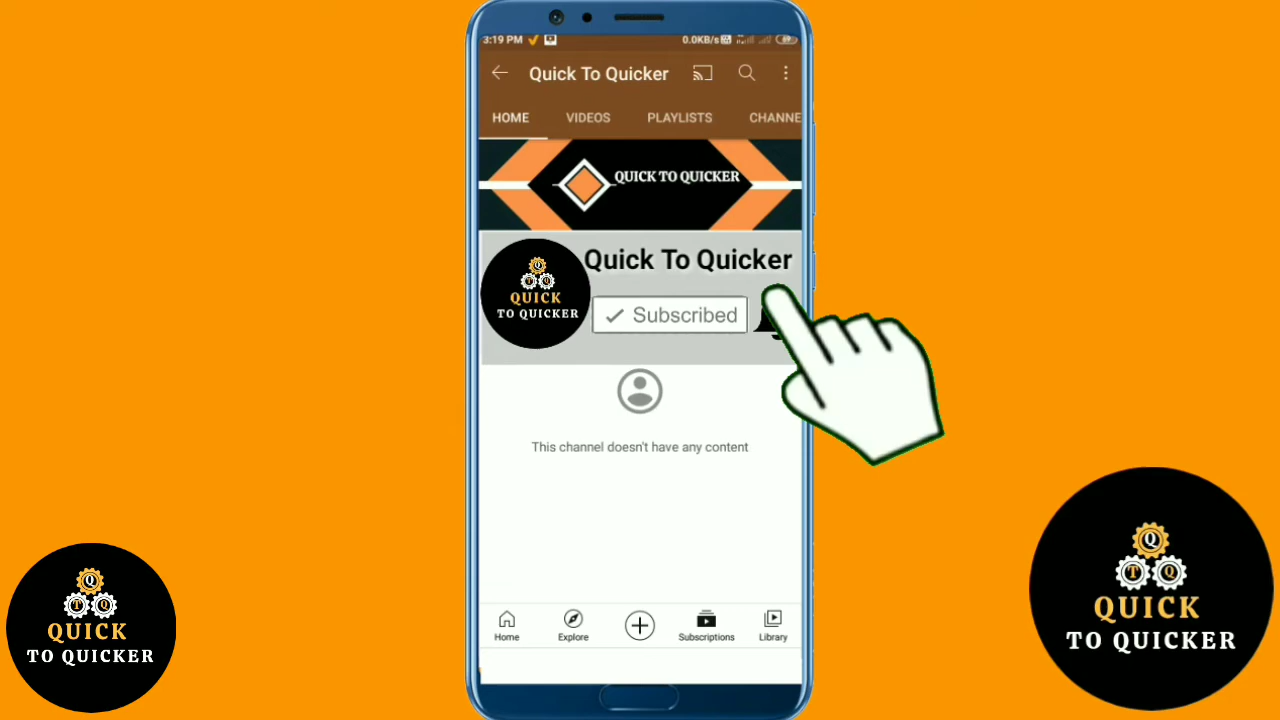 3:19 PM
0.0KB/s
Quick To Quicker
HOME VIDEOS PLAYLISTS CHANNE
QUICK TO QUICKER
Quick To Quicker
Q
T Q
QUICK
TO QUICKER
Subscribed
This channel doesn't have any content
Home Explore Subscriptions Library
Q
T Q
QUICK
TO QUICKER
Q
T Q
QUICK
TO QUICKER